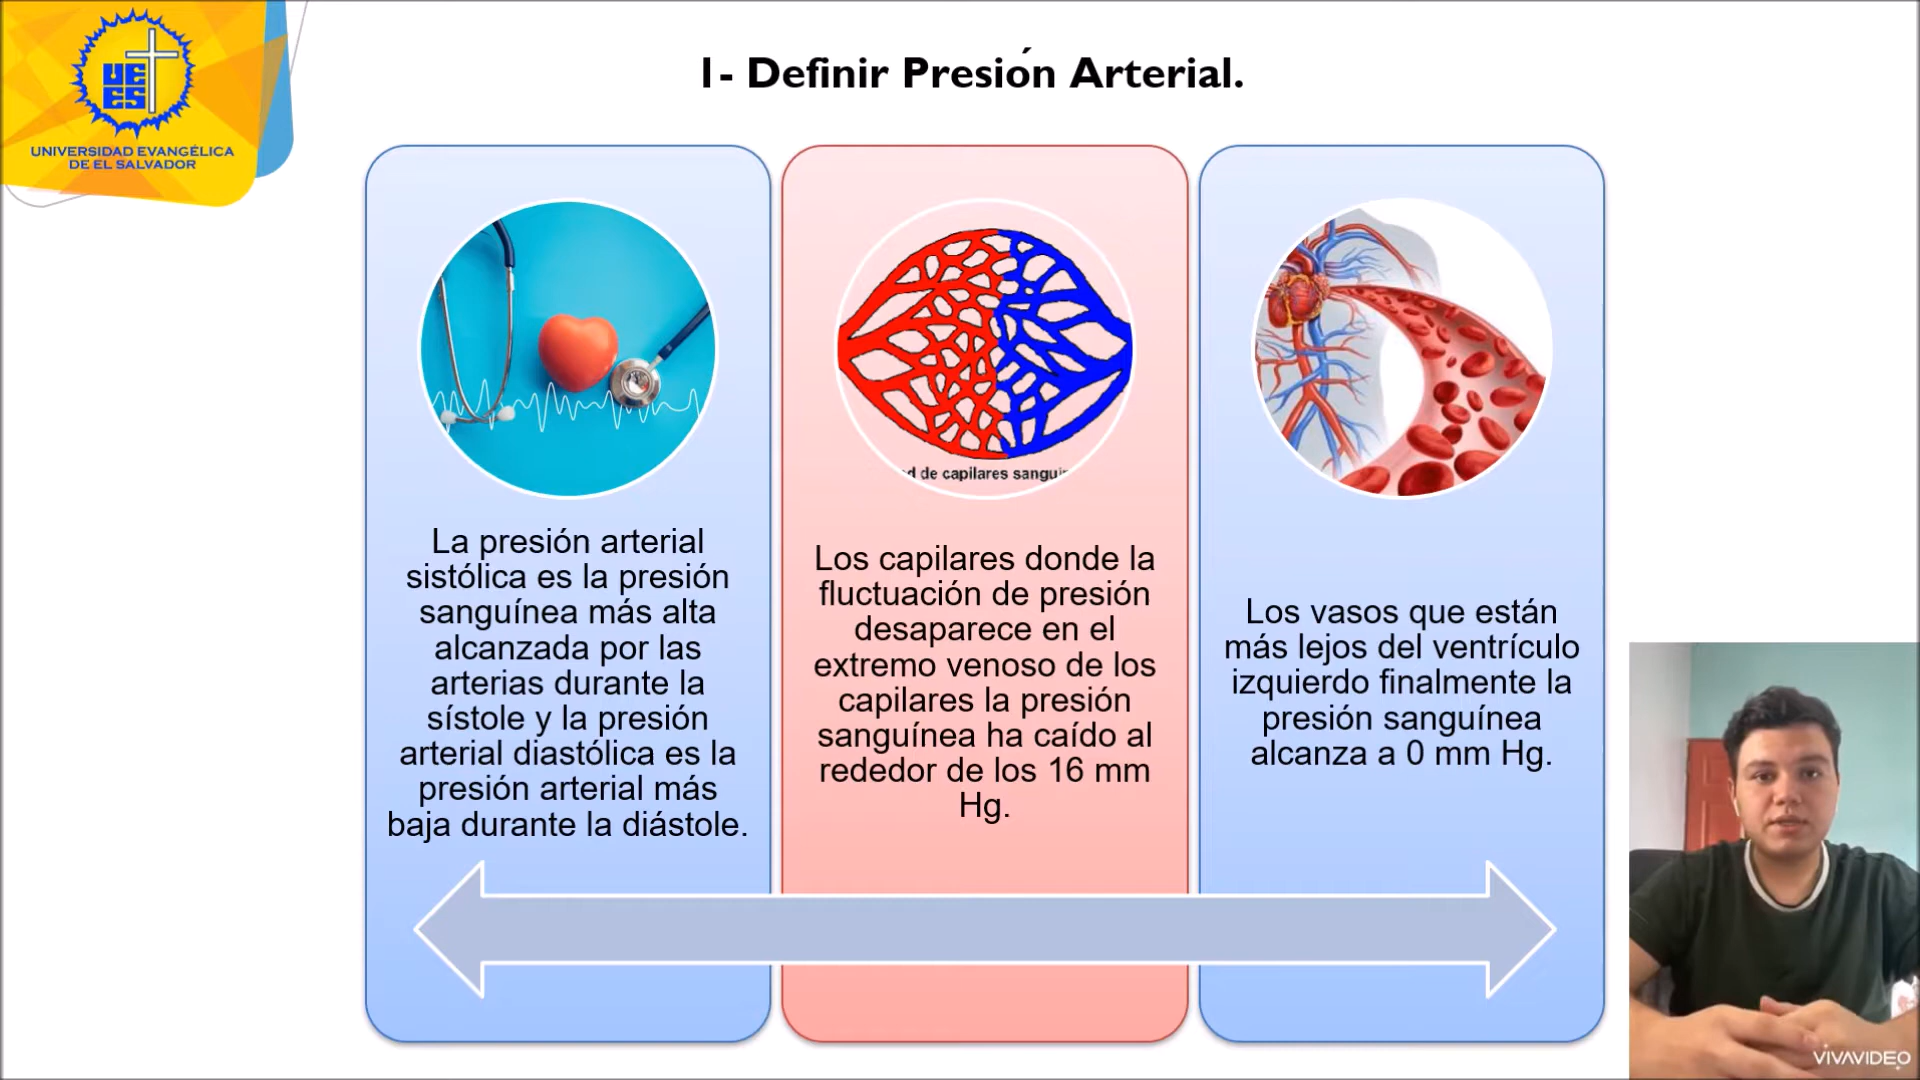 UE
ES
UNIVERSIDAD EVANGÉLICA
DE EL SALVADOR
1- Definir Presión Arterial.
La presión arterial
sistólica es la presión
sanguínea más alta
alcanzada por las
arterias durante la
sístole y la presión
arterial diastólica es la
presión arterial más
baja durante la diástole.
de capilares
Los capilares donde la
fluctuación de presión
desaparece en el
extremo venoso de los
capilares la presión
sanguínea ha caído al
rededor de los 16 mm
Hg.
Los vasos que están
más lejos del ventrículo
izquierdo finalmente la
presión sanguínea
alcanza a 0 mm Hg.
VIVAVIDEO